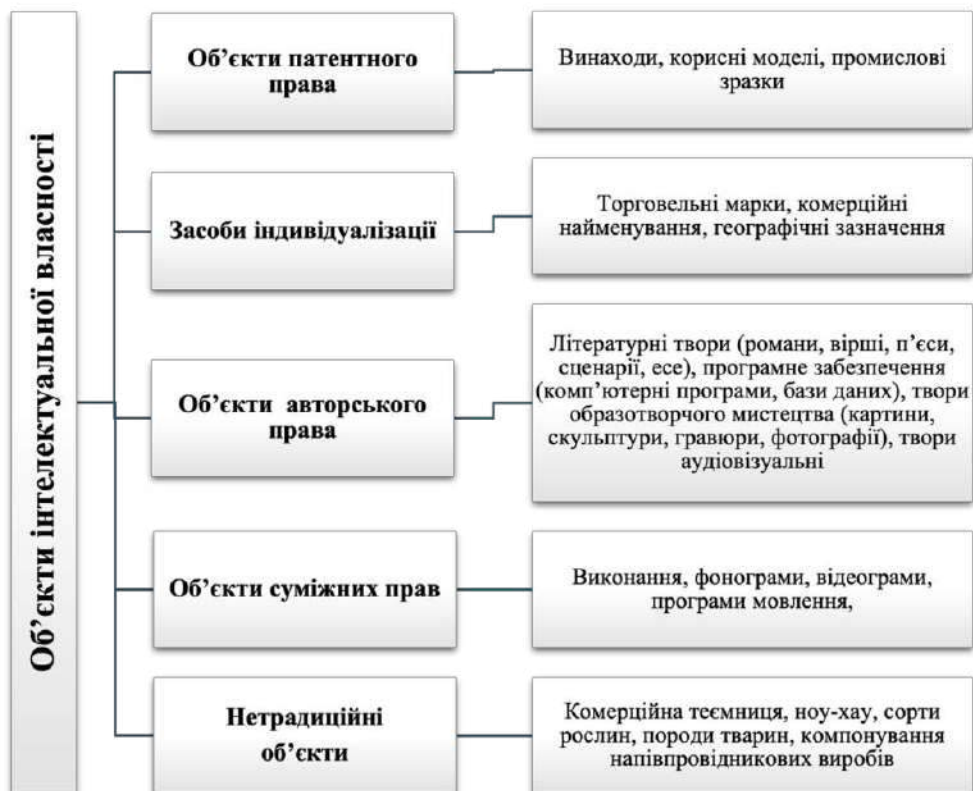 Об’єкти інтелектуальної власності
Об’єкти патентного
права
Винаходи, корисні моделі, промислові
зразки
Засоби індивідуалізації
Торговельні марки, комерційні
найменування, географічні зазначення
Об’єкти авторського
права
Літературні твори (романи, вірші, п’єси,
сценарії, есе), програмне забезпечення
(комп’ютерні програми, бази даних), твори
образотворчого мистецтва (картини,
скульптури, гравюри, фотографії), твори
аудіовізуальні
Об’єкти суміжних прав
Виконання, фонограми, відеограми,
програми мовлення,
Нетрадиційні
об’єкти
Комерційна теємниця, ноу-хау, сорти
рослин, породи тварин, компонування
напівпровідникових виробів